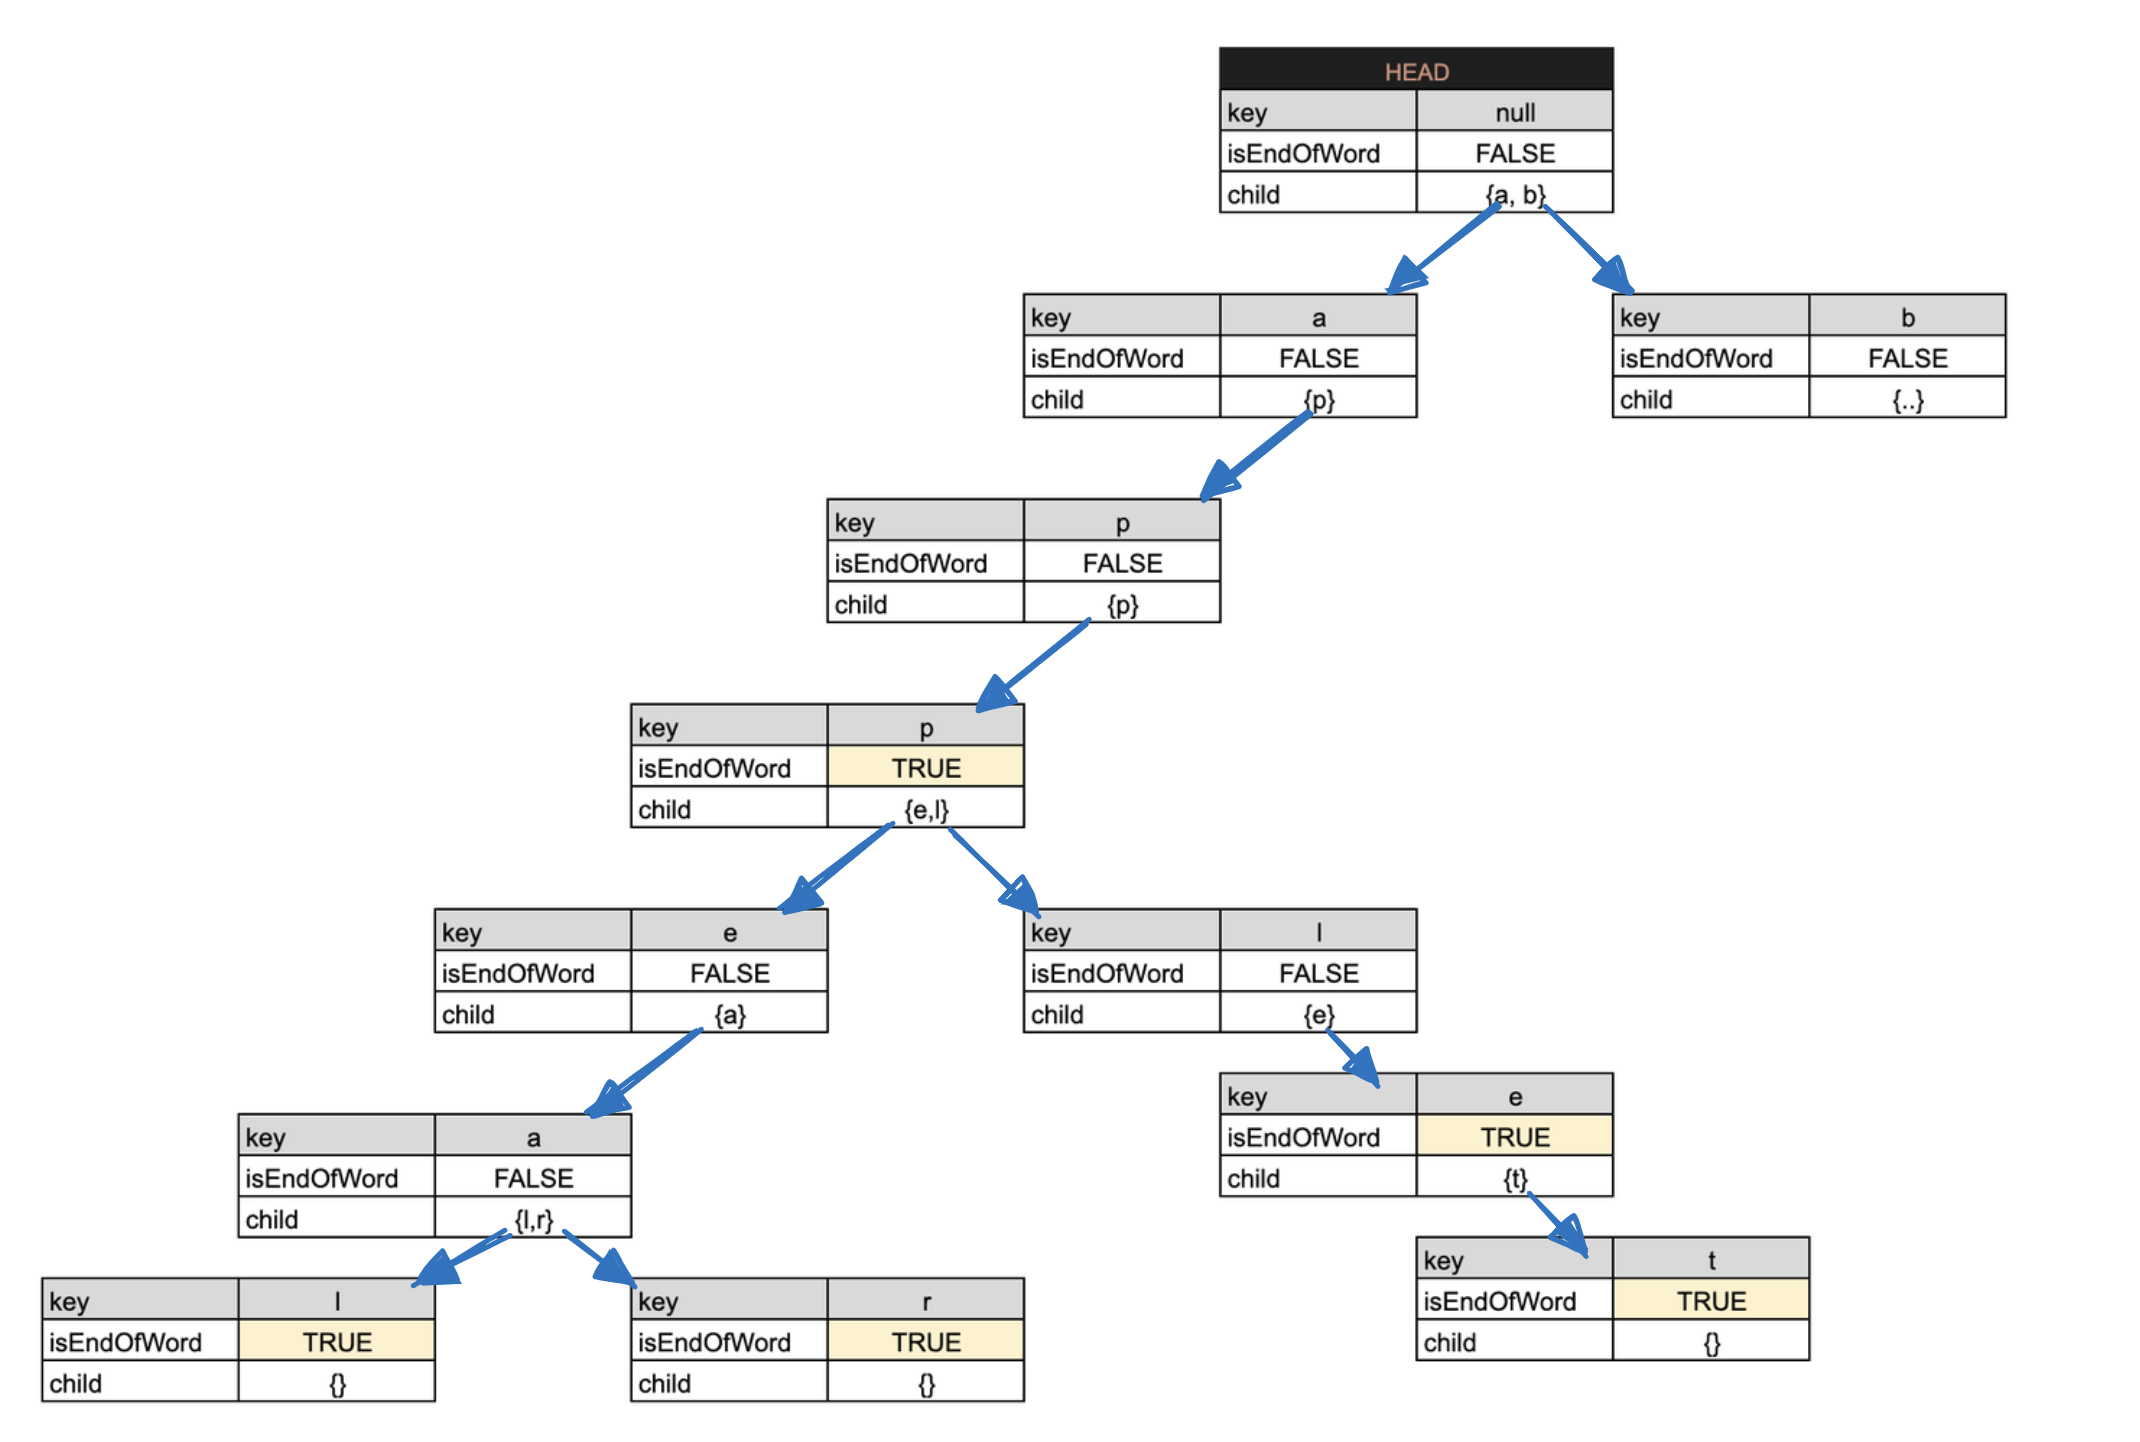 HEAD
key null
isEndOfWord FALSE
child {a, b}
key a
isEndOfWord FALSE
child {p}
key b
isEndOfWord FALSE
child {..}
key p
isEndOfWord FALSE
child {p}
key p
isEndOfWord TRUE
child {e,l}
key e
isEndOfWord FALSE
child {a}
key l
isEndOfWord FALSE
child {e}
key e
isEndOfWord TRUE
child {t}
key a
isEndOfWord FALSE
child {l,r}
key t
isEndOfWord TRUE
child {}
key l
isEndOfWord TRUE
child {}
key r
isEndOfWord TRUE
child {}